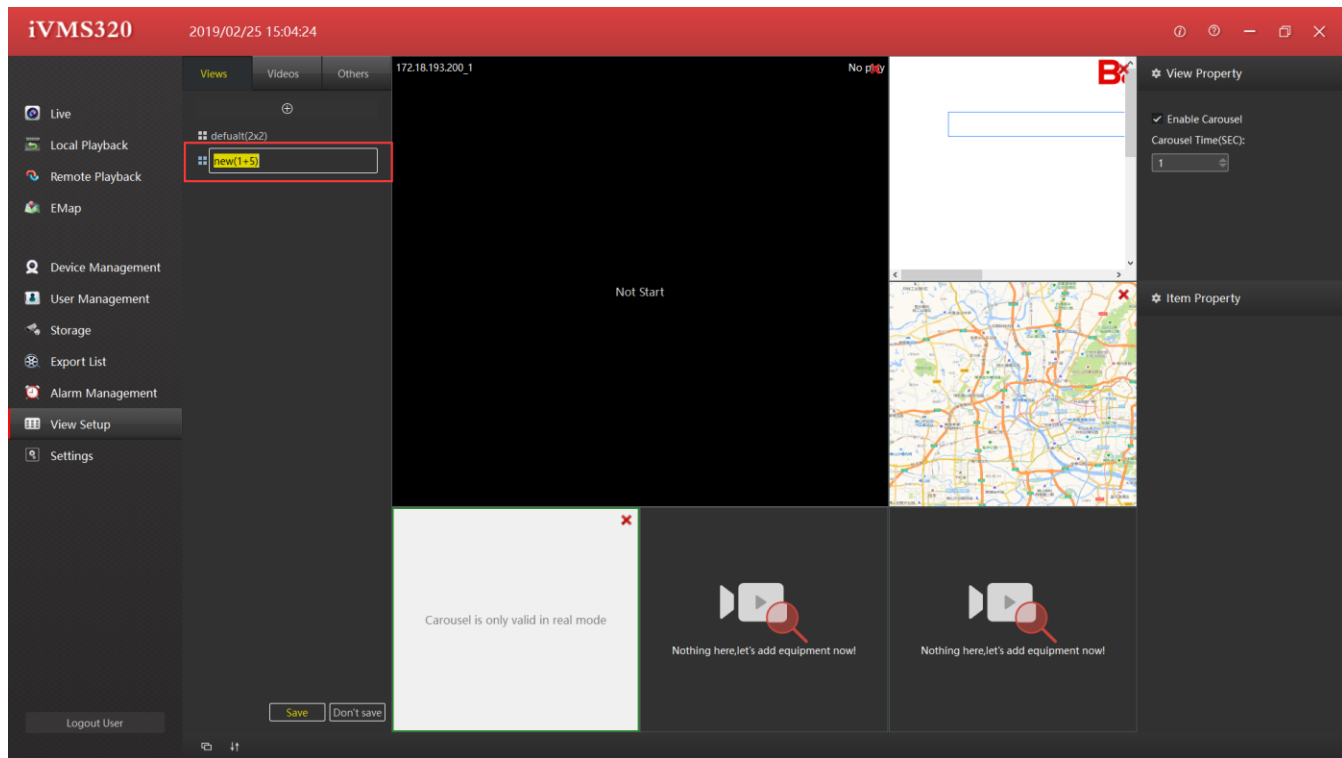 iVMS320
2019/02/25 15:04:24
Live
Local Playback
Remote Playback
EMap
Device Management
User Management
Storage
Export List
Alarm Management
View Setup
Settings
Logout User
Views Videos Others
defualt(2x2)
new(1+5)
Save Don't save
172.18.193.200_1
No play
Not Start
Carousel is only valid in real mode
Nothing here,let's add equipment now!
Nothing here,let's add equipment now!
View Property
Enable Carousel
Carousel Time(SEC):
1
Item Property